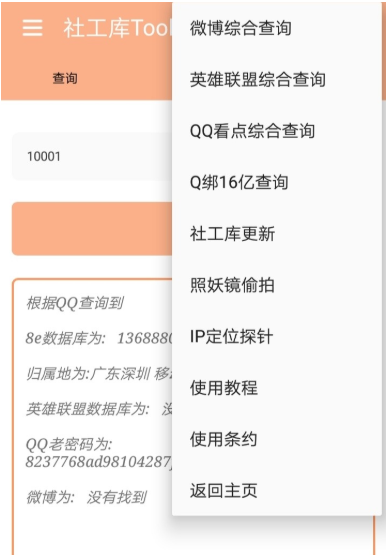 社工库Tool
查询
10001
根据QQ查询到
8e数据库为: 1368880
归属地为:广东深圳 移
英雄联盟数据库为: 没
QQ老密码为:
8237768ad98104287
微博为: 没有找到
微博综合查询
英雄联盟综合查询
QQ看点综合查询
Q绑16亿查询
社工库更新
照妖镜偷拍
IP定位探针
使用教程
使用条约
返回主页